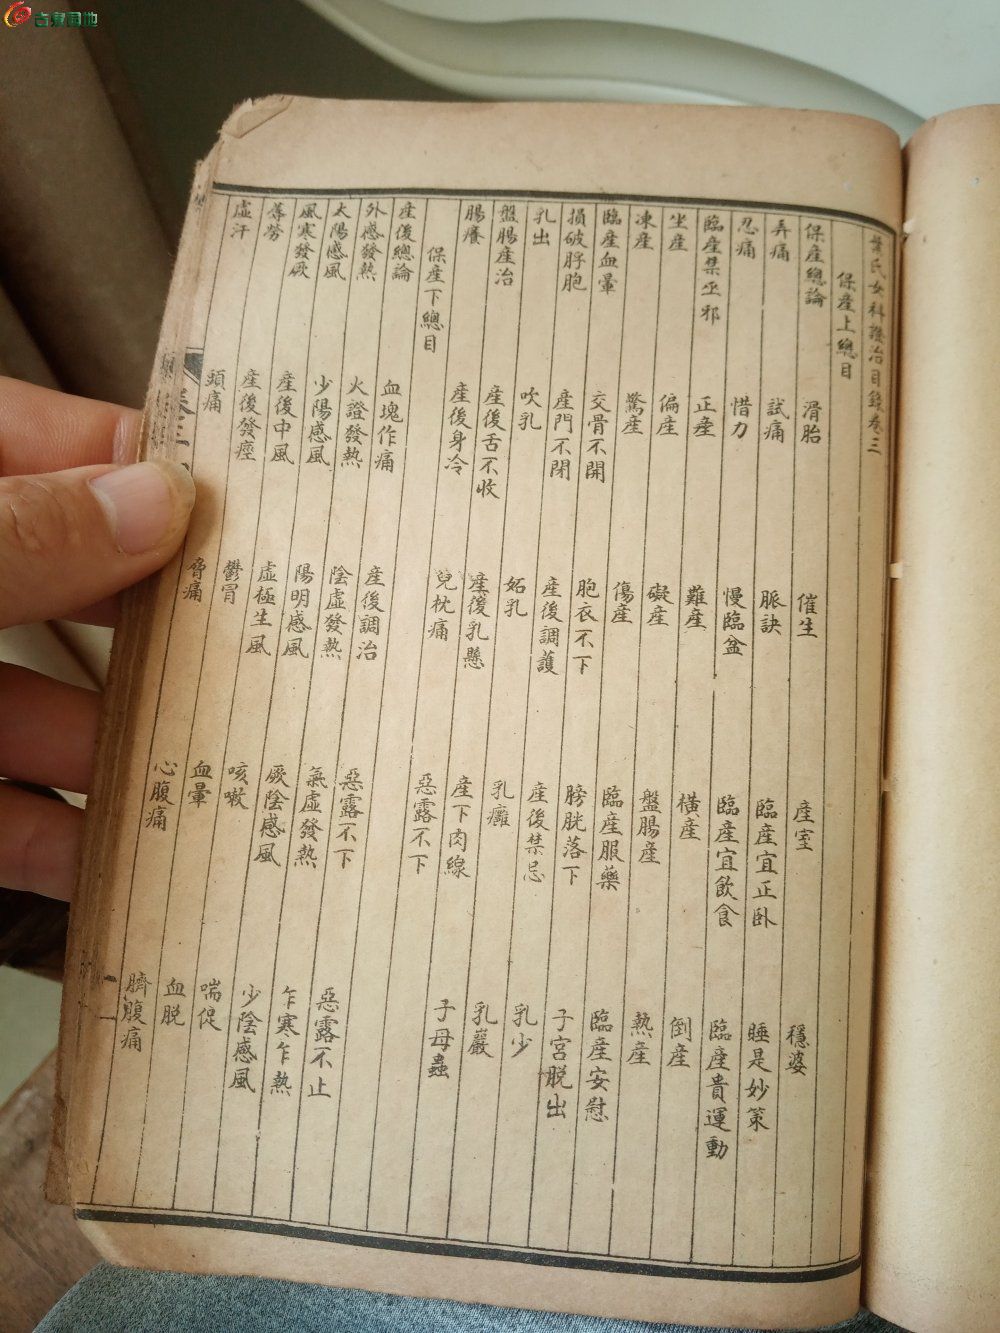 葉氏女科證治目錄卷三
保產上總目
保產總論 滑胎 催生 產室 穩婆
弄痛 試痛 脈訣 臨產宜正卧 睡是妙策
忍痛 惜力 慢臨盆 臨產宜飲食 臨產貴運動
臨產禁巫邪 正產 難產 橫產 倒產
坐產 偏產 礙產 盤腸產 熱產
凍產 驚產 傷產 臨產服藥 臨產安慰
臨產血暈 交骨不開 胞衣不下 膀胱落下 子宮脫出
損破脬胞 產門不閉 產後調護 產後禁忌 乳少
乳出 吹乳 妬乳 乳癰 乳巖
盤腸產治 產後舌不收 產後乳懸 產下肉線 子母蟲
腸癢 產後身冷 兒枕痛 惡露不下
保產下總目
產後總論 血塊作痛 產後調治 惡露不下 惡露不止
外感發熱 火證發熱 陰虛發熱 氣虛發熱 乍寒乍熱
太陽感風 少陽感風 陽明感風 厥陰感風 少陰感風
風寒發厥 產後中風 虛極生風 咳嗽 喘促
蓐勞 產後發痙 鬱冒 血暈 血脫
虛汗 頭痛 脅痛 心腹痛 臍腹痛
卷三